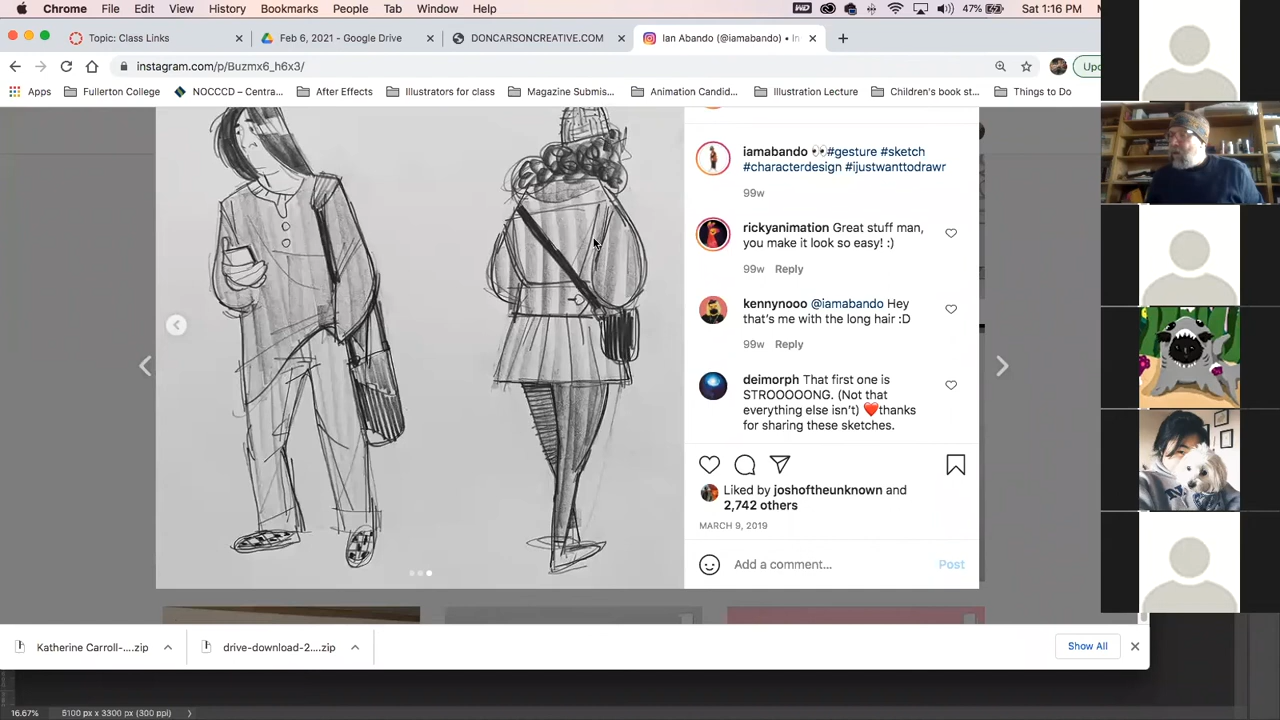 Chrome File Edit View History Bookmarks People Tab Window Help
47% Sat 1:16 PM
Topic: Class Links
Feb 6, 2021 - Google Drive
DONCARSONCREATIVE.COM
Ian Abando (@iamabando) • In
instagram.com/p/Buzmx6_h6x3/
Apps
Fullerton College
NOCCCD – Centra...
After Effects
Illustrators for class
Magazine Submis...
Animation Candid...
Illustration Lecture
Children's book st...
Things to Do
iamabando 👀#gesture #sketch
#characterdesign #ijustwanttodrawr
99w
rickyanimation Great stuff man,
you make it look so easy! :)
99w Reply
kennynooo @iamabando Hey
that's me with the long hair :D
99w Reply
deimorph That first one is
STROOOOONG. (Not that
everything else isn't) ❤️thanks
for sharing these sketches.
Liked by joshoftheunknown and
2,742 others
MARCH 9, 2019
Add a comment...
Post
Katherine Carroll-....zip
drive-download-2....zip
Show All
16.67% 5100 px x 3300 px (300 ppi)